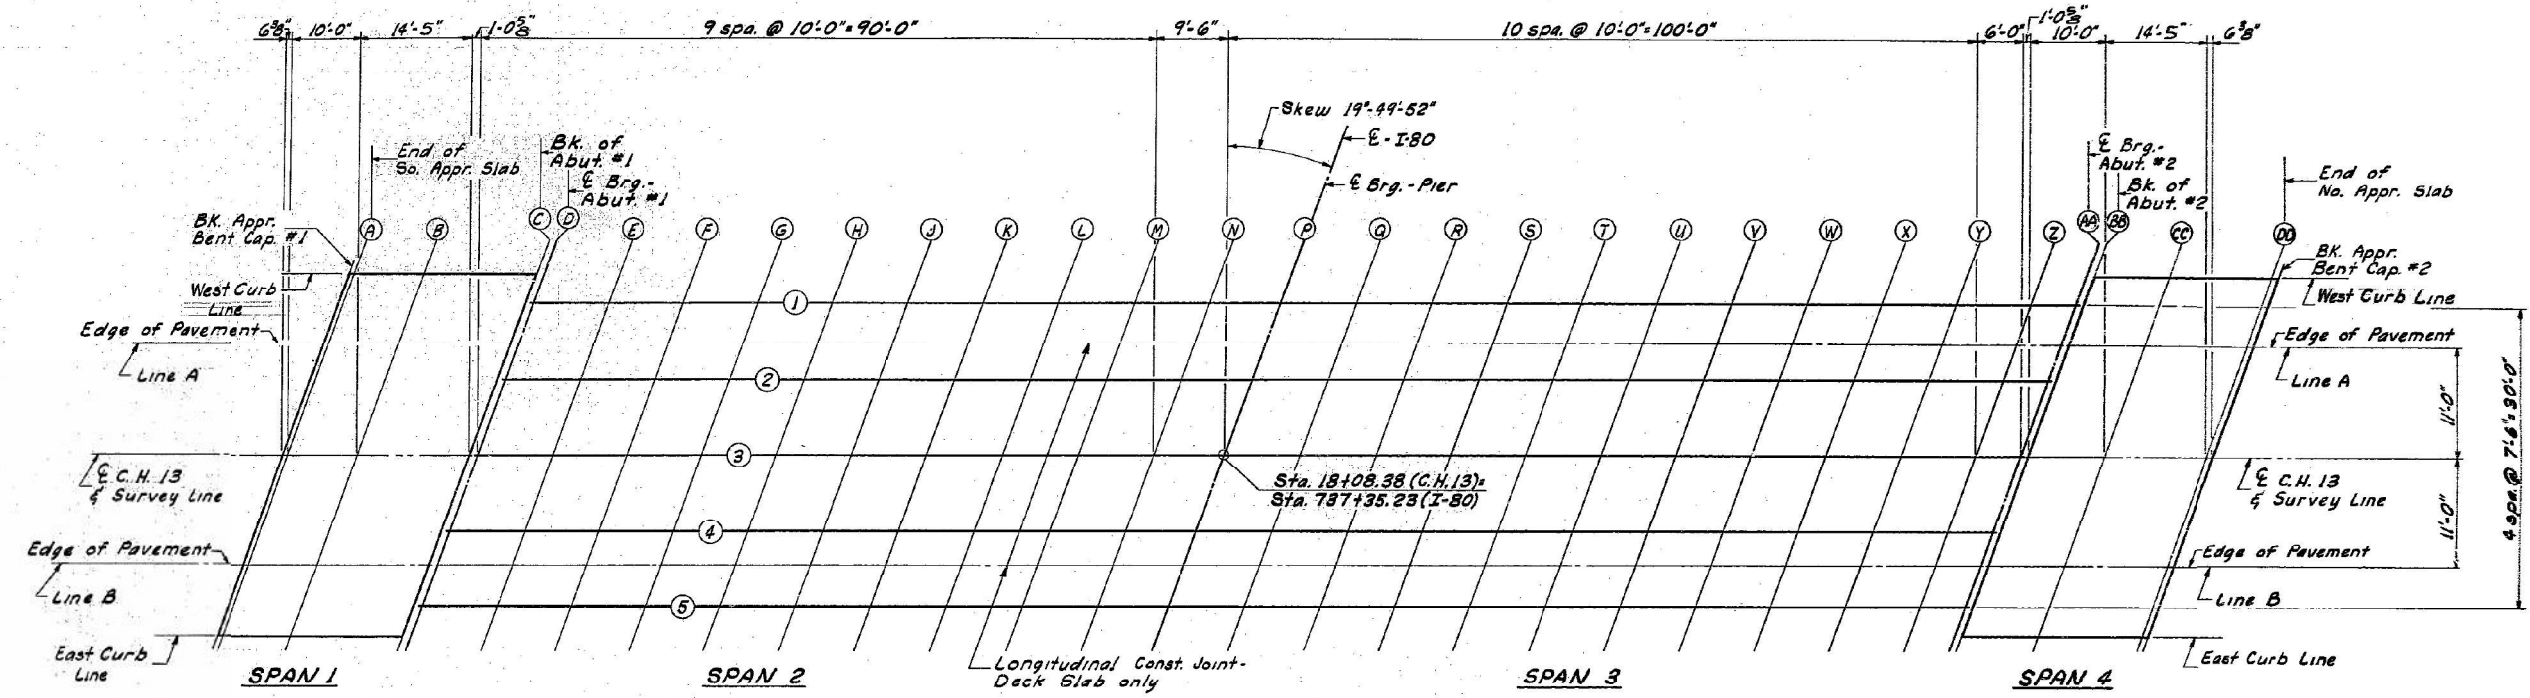 6⅜" 10'-0" 14'-5" 1'-0⅝" 9 spa. @ 10'-0"=90'-0" 9'-6" 10 spa. @ 10'-0"=100'-0" 6'-0" 1'-0⅝" 10'-0" 14'-5" 6⅜"
Skew 19°-49'-52"
℄ - I-80
℄ Brg. - Pier
End of
So. Appr. Slab
Bk. of
Abut. #1
℄ Brg.-
Abut. #1
℄ Brg.-
Abut. #2
Bk. of
Abut. #2
End of
No. Appr. Slab
BK. Appr.
Bent Cap. #1
A B C D E F G H J K L M N P Q R S T U V W X Y Z AA BB CC DD
BK. Appr.
Bent Cap. #2
West Curb
Line
West Curb Line
1
Edge of Pavement
Line A
Edge of Pavement
Line A
2
11'-0"
4 spa. @ 7'-6"=30'-0"
3
℄ C.H. 13
& Survey Line
Sta. 18+08.38 (C.H.13)=
Sta. 787+35.23 (I-80)
℄ C.H. 13
& Survey Line
11'-0"
4
Edge of Pavement
Line B
Edge of Pavement
Line B
5
East Curb
Line
East Curb Line
Longitudinal Const. Joint-
Deck Slab only
SPAN 1 SPAN 2 SPAN 3 SPAN 4